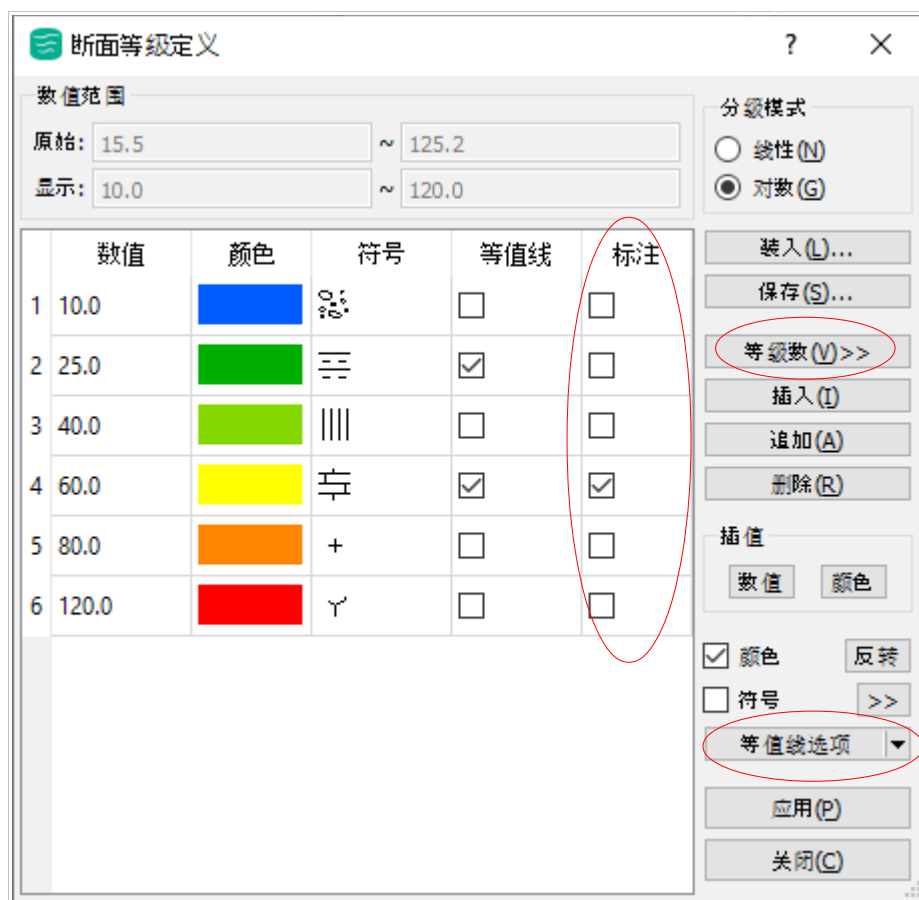 断面等级定义 ?
数值范围
原始: 15.5 ~ 125.2
显示: 10.0 ~ 120.0
数值 颜色 符号 等值线 标注
1 10.0
2 25.0
3 40.0
4 60.0
5 80.0 +
6 120.0
分级模式
线性(N)
对数(G)
装入(L)...
保存(S)...
等级数(V)>>
插入(I)
追加(A)
删除(R)
插值
数值 颜色
颜色 反转
符号 >>
等值线选项
应用(P)
关闭(C)